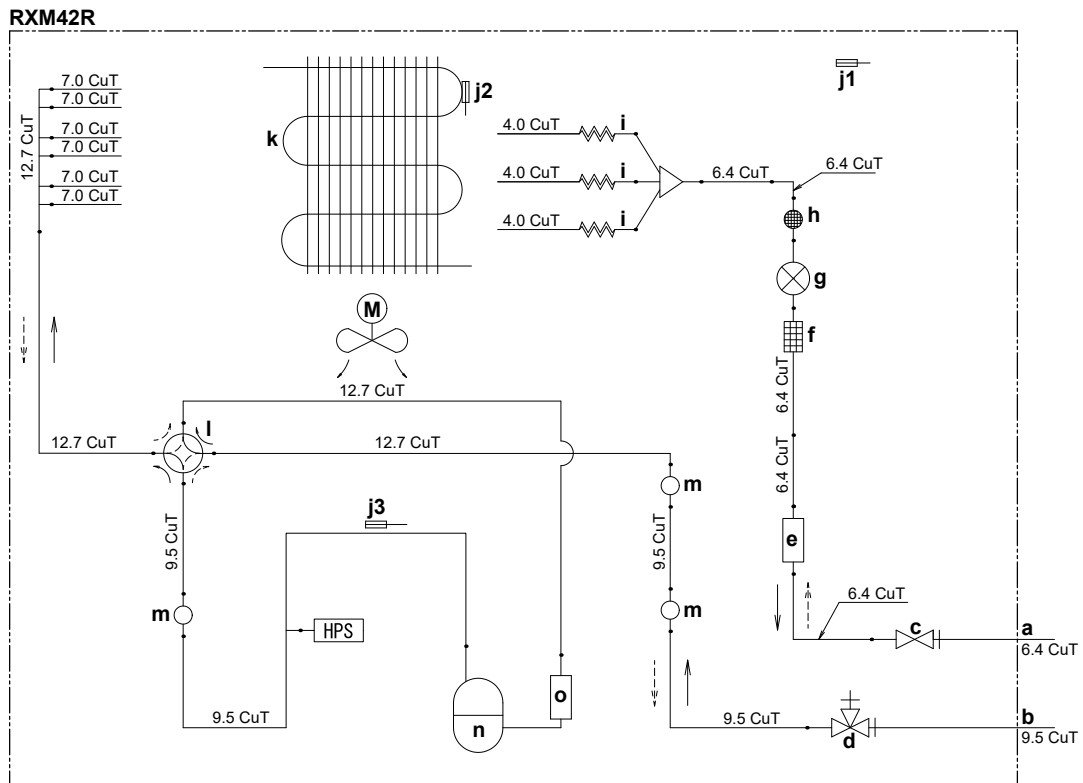 RXM42R
7.0 CuT
7.0 CuT
7.0 CuT
7.0 CuT
7.0 CuT
7.0 CuT
12.7 CuT
k
j2
j1
4.0 CuT
i
4.0 CuT
i
4.0 CuT
i
6.4 CuT
6.4 CuT
h
g
f
6.4 CuT
6.4 CuT
e
M
12.7 CuT
l
12.7 CuT
12.7 CuT
m
9.5 CuT
m
j3
9.5 CuT
m
HPS
9.5 CuT
n
o
6.4 CuT
c
a
6.4 CuT
9.5 CuT
d
b
9.5 CuT